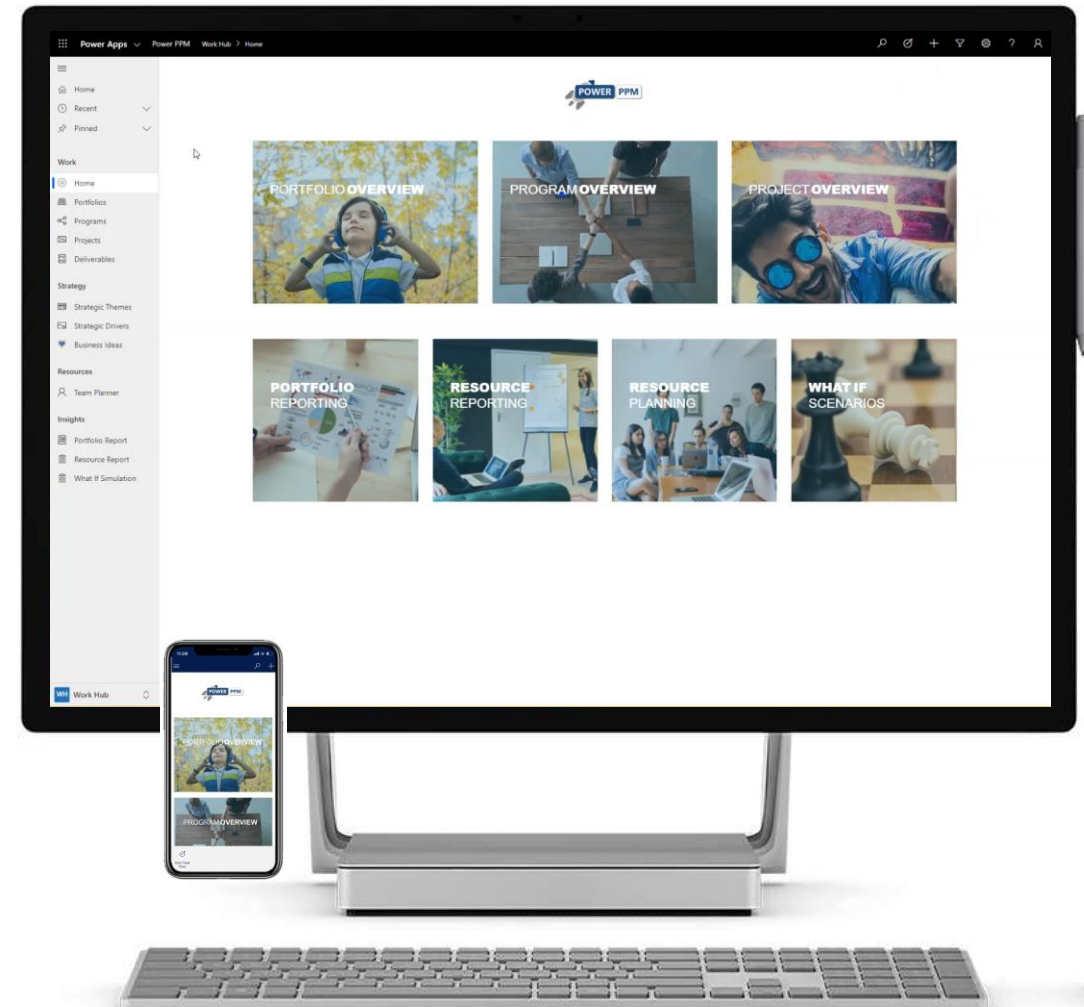 Power Apps Power PPM Work Hub > Home
Home
Recent
Pinned
Work
Home
Portfolios
Programs
Projects
Deliverables
Strategy
Strategic Themes
Strategic Drivers
Business Ideas
Resources
Team Planner
Insights
Portfolio Report
Resource Report
What If Simulation
WH Work Hub
POWER PPM
PORTFOLIO OVERVIEW
PROGRAM OVERVIEW
PROJECT OVERVIEW
PORTFOLIO
REPORTING
RESOURCE
REPORTING
RESOURCE
PLANNING
WHAT IF
SCENARIOS
11:09
POWER PPM
PORTFOLIO OVERVIEW
PROGRAM OVERVIEW